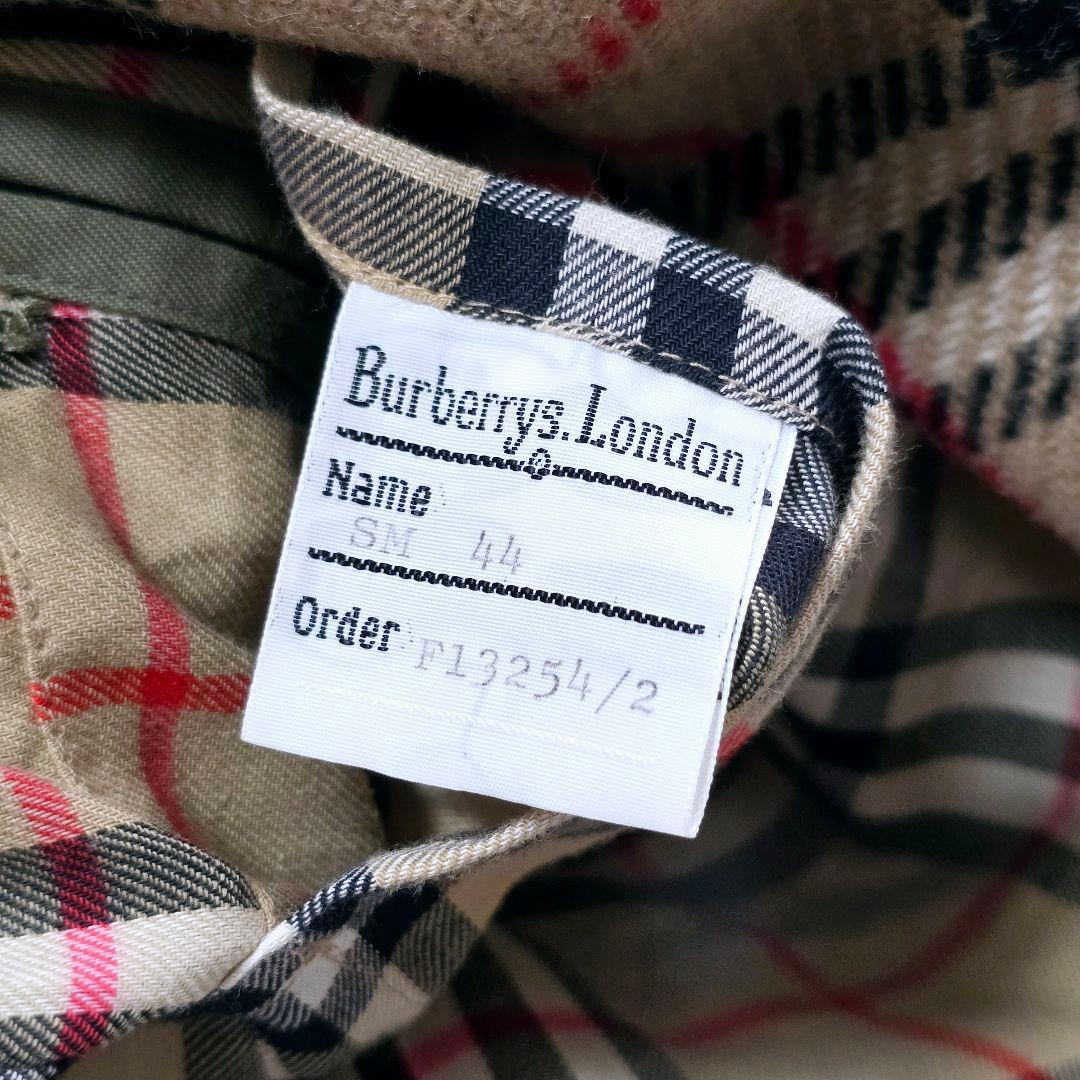 Burberrys.London
Name
SM 44
Order F13254/2